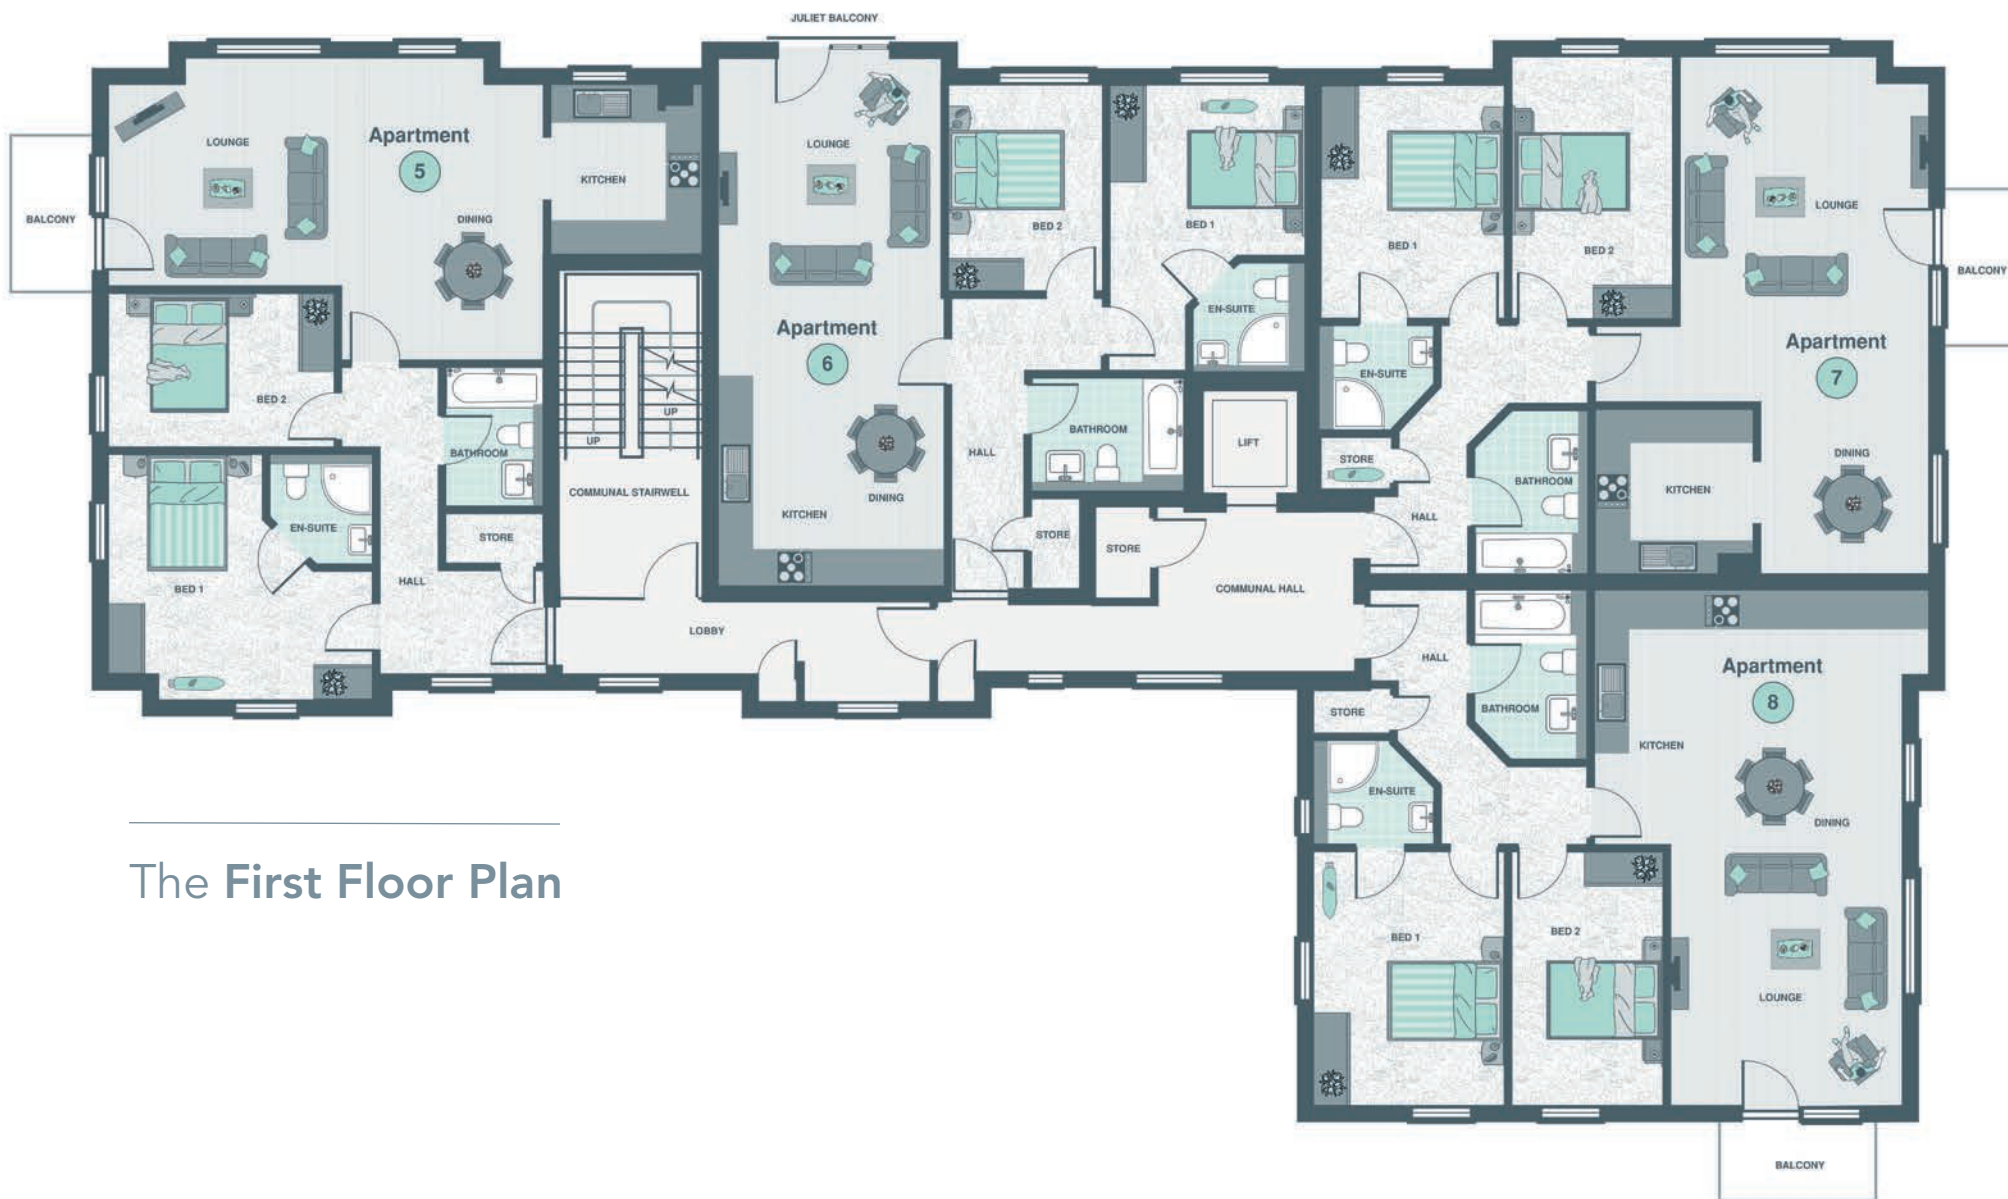 JULIET BALCONY
Apartment
5
LOUNGE
DINING
KITCHEN
BALCONY
BED 2
BATHROOM
BED 1
EN-SUITE
STORE
HALL
UP
UP
COMMUNAL STAIRWELL
LOBBY
LOUNGE
Apartment
6
DINING
KITCHEN
BED 2
BED 1
EN-SUITE
BATHROOM
HALL
STORE
STORE
LIFT
COMMUNAL HALL
BED 1
BED 2
EN-SUITE
STORE
HALL
BATHROOM
LOUNGE
BALCONY
Apartment
7
DINING
KITCHEN
HALL
STORE
BATHROOM
EN-SUITE
BED 1
BED 2
Apartment
8
KITCHEN
DINING
LOUNGE
BALCONY
The First Floor Plan